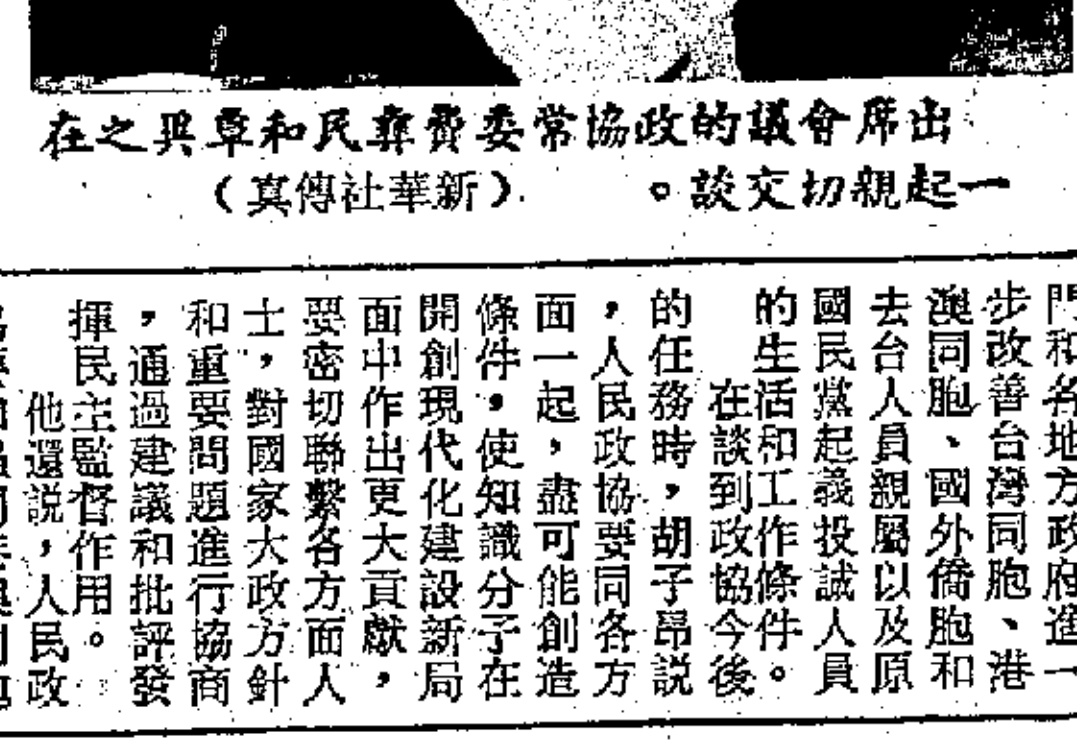 出席會議的政協常委費彝民和覃異之在
一起親切交談。（新華社傳真）
門和各地方政府進一
步改善台灣同胞、港
澳同胞、國外僑胞和
去台人員親屬以及原
國民黨起義投誠人員
的生活和工作條件。
在談到政協今後
的任務時，胡子昂説
，人民政協要同各方
面一起，盡可能創造
條件，使知識分子在
開創現代化建設新局
面中作出更大貢獻，
要密切聯繫各方面人
士，對國家大政方針
和重要問題進行協商
，通過建議和批評發
揮民主監督作用。
他還説，人民政